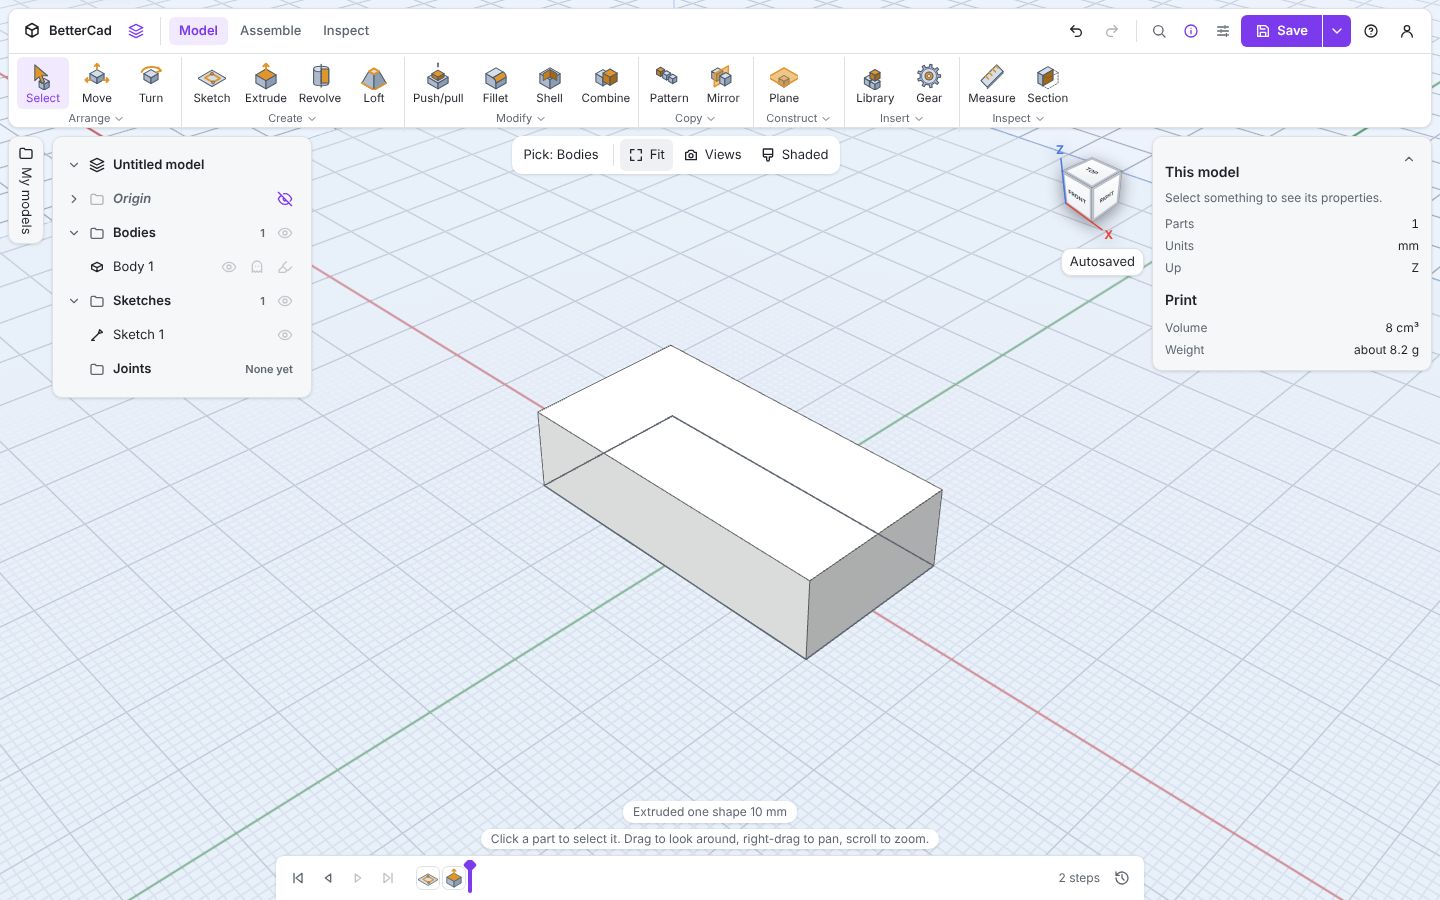 BetterCad
Model
Assemble
Inspect
Save
Select
Move
Turn
Sketch
Extrude
Revolve
Loft
Push/pull
Fillet
Shell
Combine
Pattern
Mirror
Plane
Library
Gear
Measure
Section
Arrange
Create
Modify
Copy
Construct
Insert
Inspect
My models
Untitled model
Origin
Bodies 1
Body 1
Sketches 1
Sketch 1
Joints None yet
Pick: Bodies
Fit
Views
Shaded
Z
TOP
FRONT
RIGHT
X
Autosaved
This model
Select something to see its properties.
Parts 1
Units mm
Up Z
Print
Volume 8 cm³
Weight about 8.2 g
Extruded one shape 10 mm
Click a part to select it. Drag to look around, right-drag to pan, scroll to zoom.
2 steps